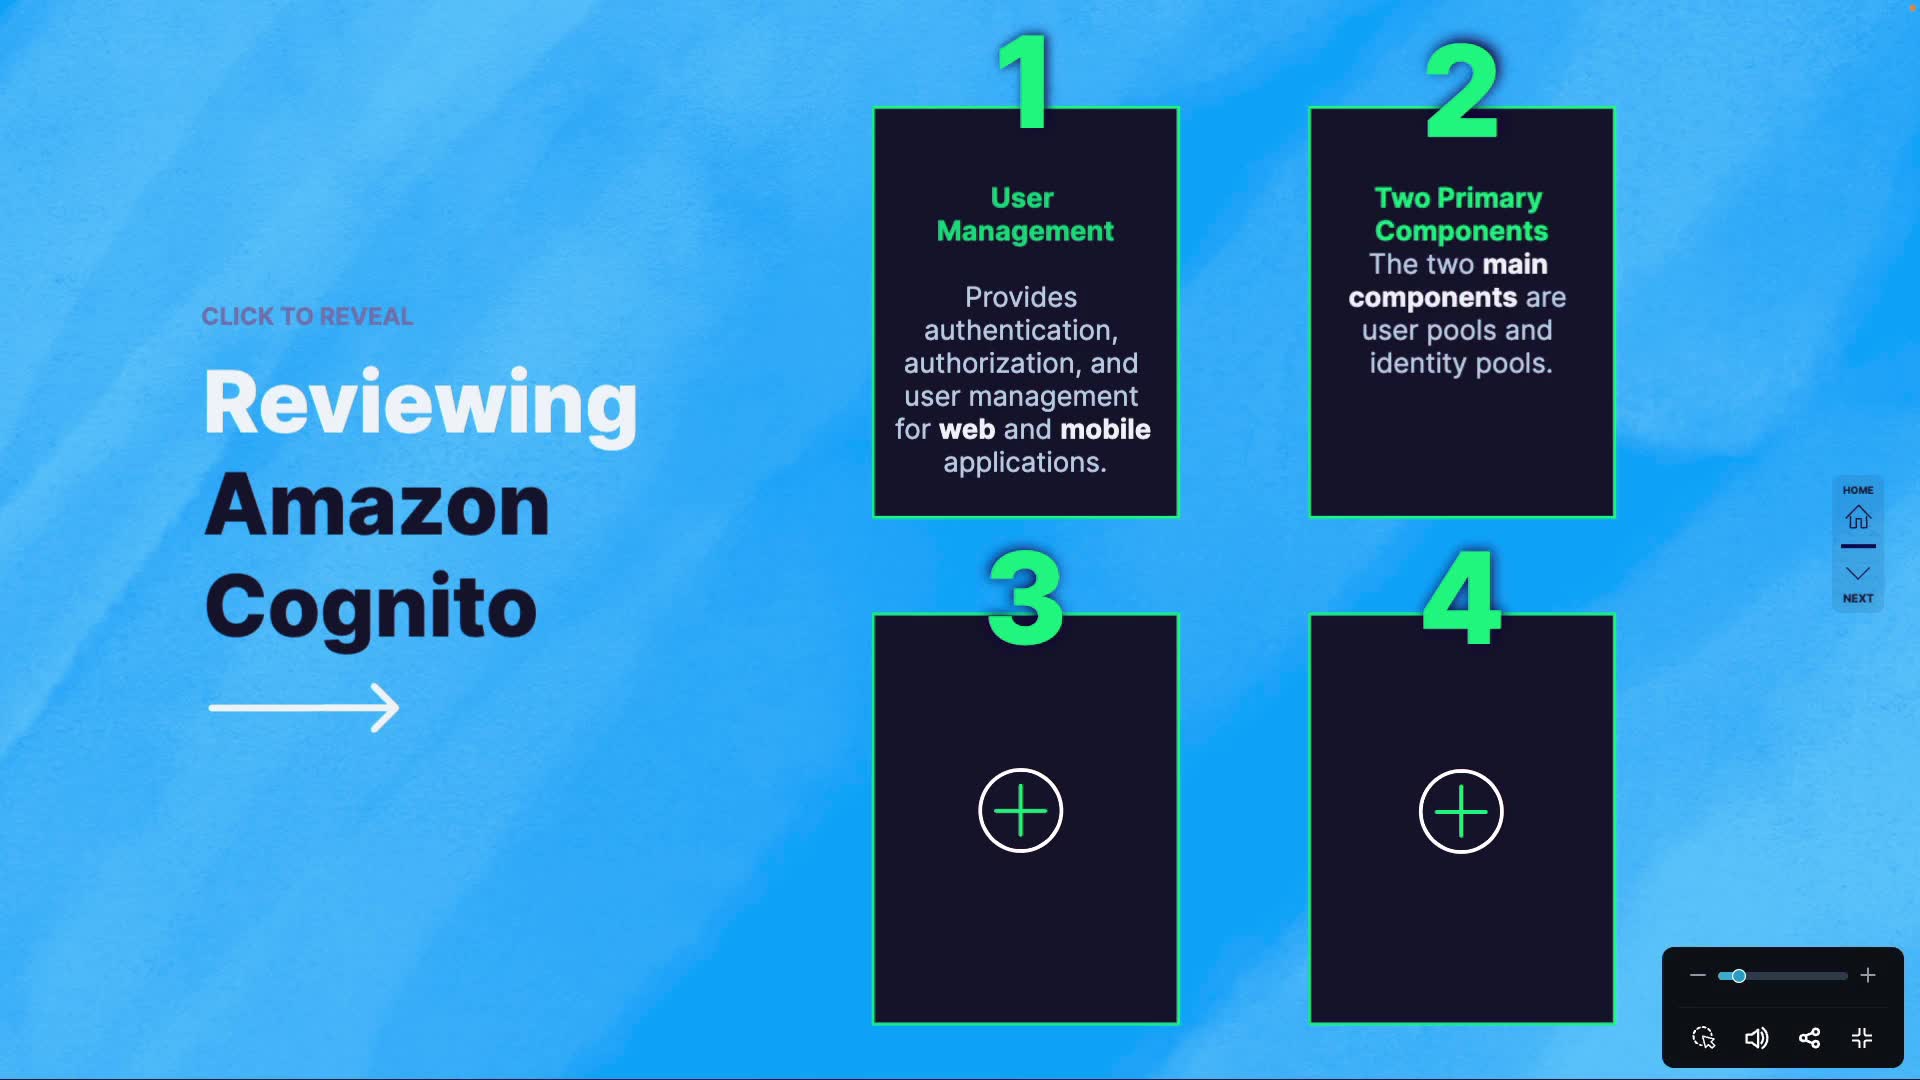 CLICK TO REVEAL
Reviewing
Amazon
Cognito
1
User
Management
Provides
authentication,
authorization, and
user management
for web and mobile
applications.
2
Two Primary
Components
The two main
components are
user pools and
identity pools.
3
4
HOME
NEXT